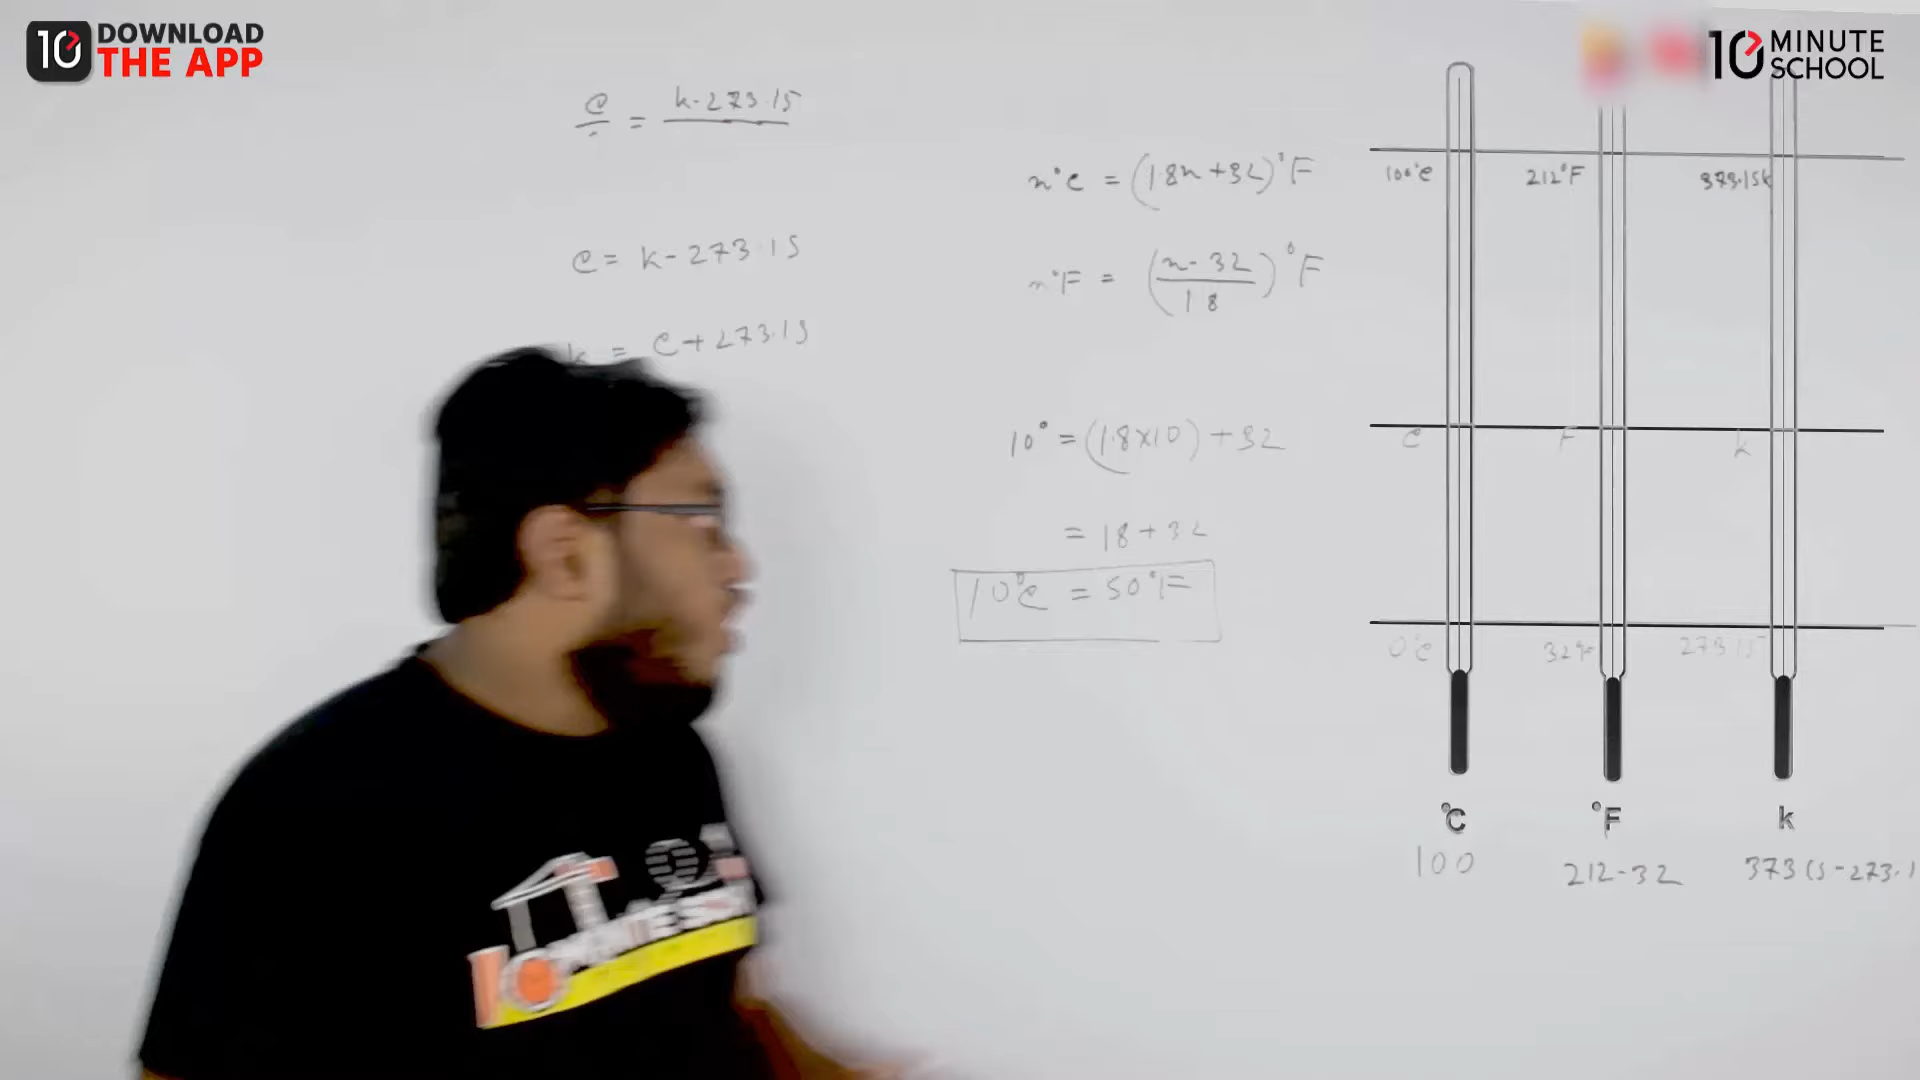 10 DOWNLOAD
THE APP
10 MINUTE
SCHOOL
C = K-273.15
C = K-273.15
K = C+273.15
n°C = (1.8n+32)°F
n°F = (n-32/1.8)°F
10° = (1.8×10)+32
= 18+32
10°C = 50°F
100°C 212°F 373.15K
C F K
0°C 32°F 273.15
°C °F K
100 212-32 373.15-273.1